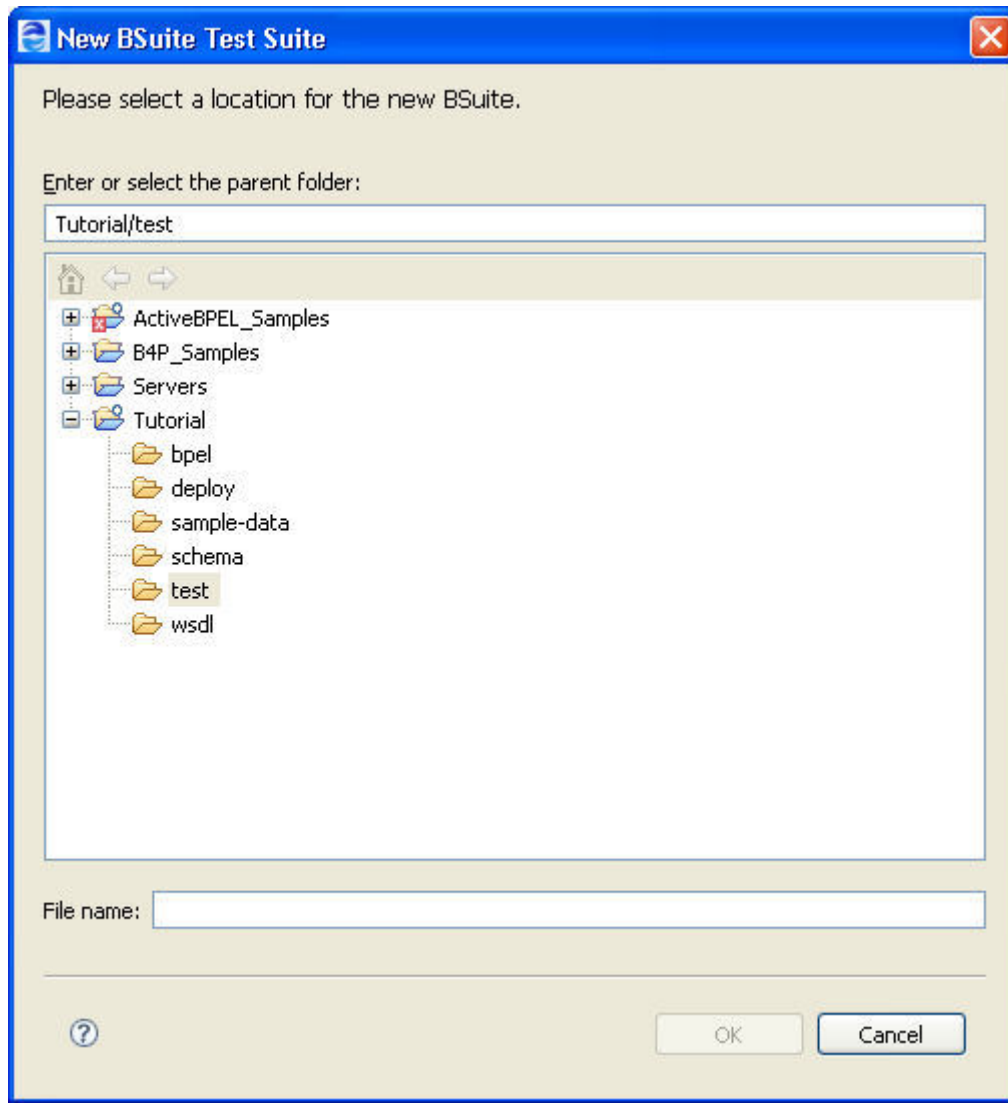 New BSuite Test Suite
Please select a location for the new BSuite.
Enter or select the parent folder:
Tutorial/test
ActiveBPEL_Samples
B4P_Samples
Servers
Tutorial
bpel
deploy
sample-data
schema
test
wsdl
File name:
OK Cancel